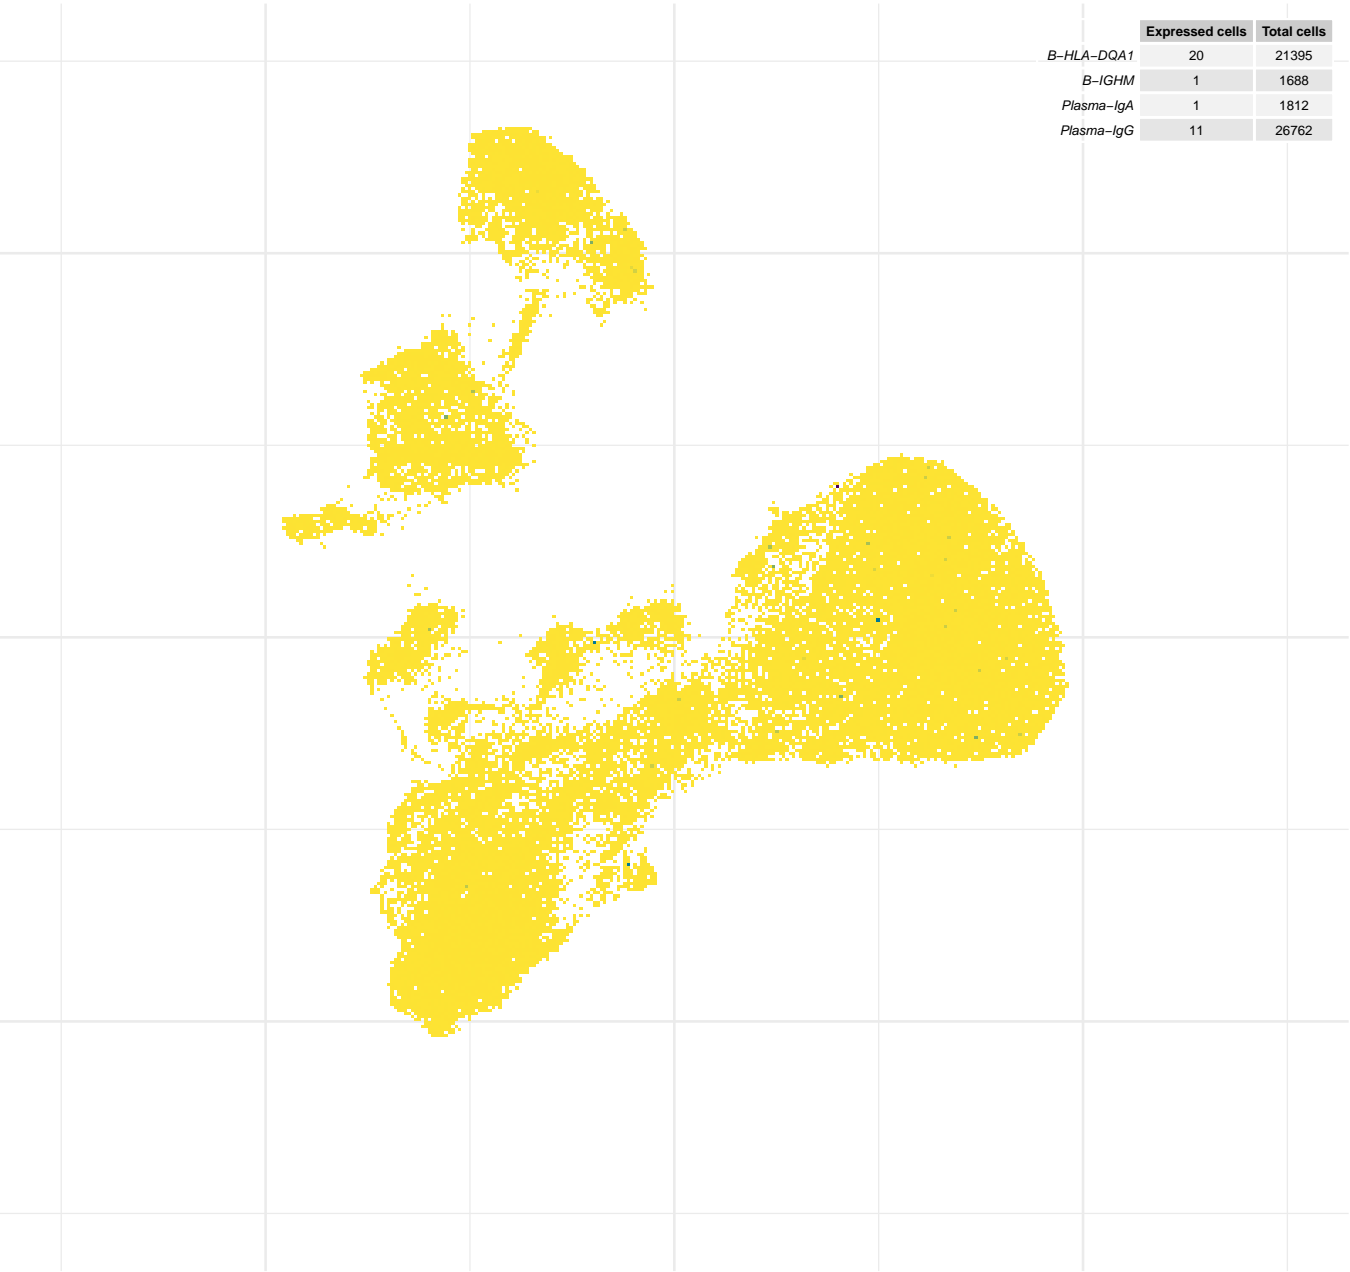 Expressed cells Total cells
B−HLA−DQA1 20 21395
B−IGHM 1 1688
Plasma−IgA 1 1812
Plasma−IgG 11 26762